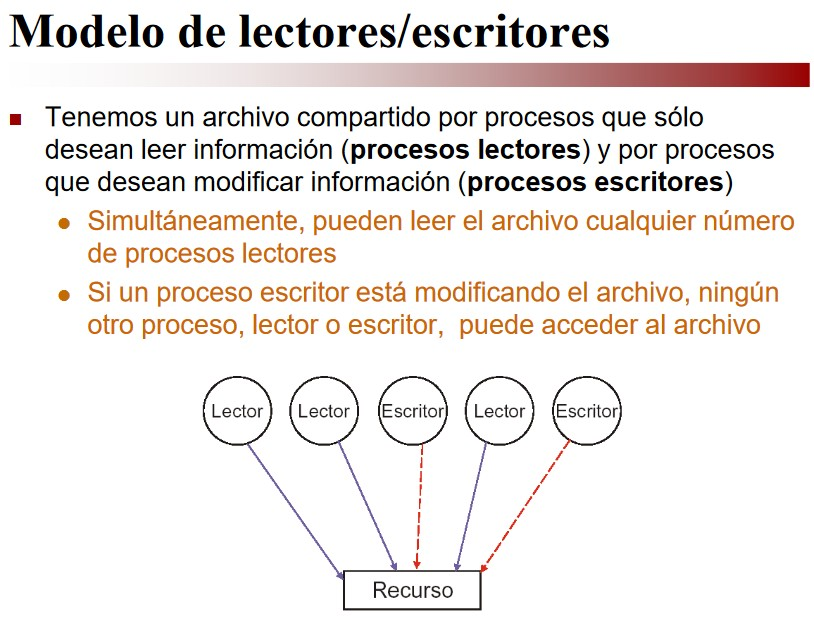 Modelo de lectores/escritores
Tenemos un archivo compartido por procesos que sólo
desean leer información (procesos lectores) y por procesos
que desean modificar información (procesos escritores)
Simultáneamente, pueden leer el archivo cualquier número
de procesos lectores
Si un proceso escritor está modificando el archivo, ningún
otro proceso, lector o escritor, puede acceder al archivo
Lector
Lector
Escritor
Lector
Escritor
Recurso